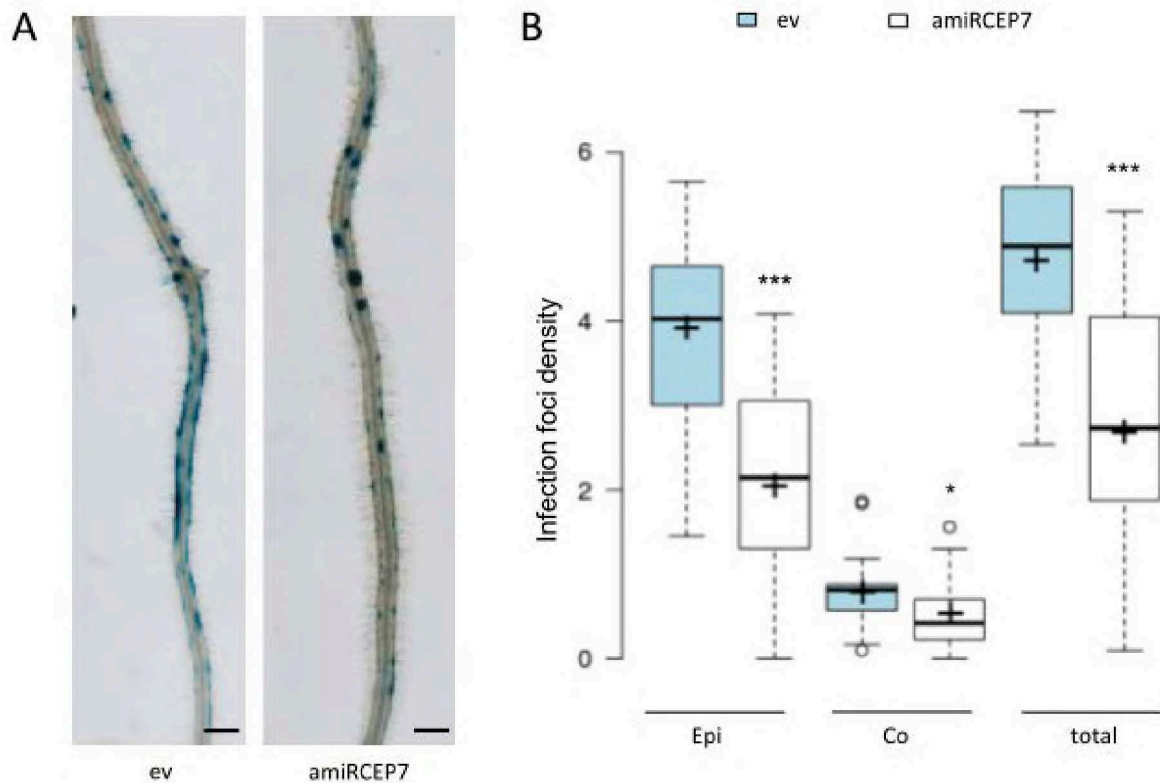 A
B
ev
amiRCEP7
Infection foci density
6
4
2
0
***
*
***
Epi
Co
total
ev
amiRCEP7